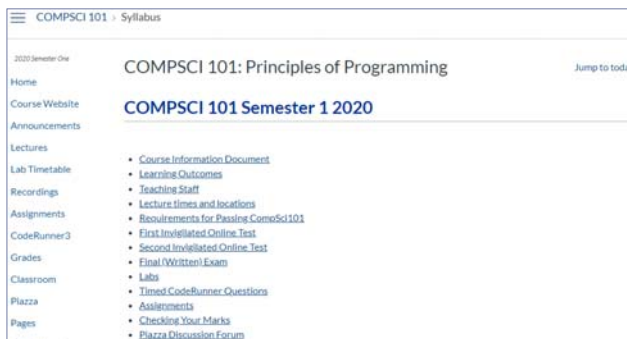 COMPSCI 101 › Syllabus
2020 Semester One
Home
Course Website
Announcements
Lectures
Lab Timetable
Recordings
Assignments
CodeRunner3
Grades
Classroom
Piazza
Pages
COMPSCI 101: Principles of Programming
Jump to toda
COMPSCI 101 Semester 1 2020
• Course Information Document
• Learning Outcomes
• Teaching Staff
• Lecture times and locations
• Requirements for Passing CompSci101
• First Invigilated Online Test
• Second Invigilated Online Test
• Final (Written) Exam
• Labs
• Timed CodeRunner Questions
• Assignments
• Checking Your Marks
• Piazza Discussion Forum